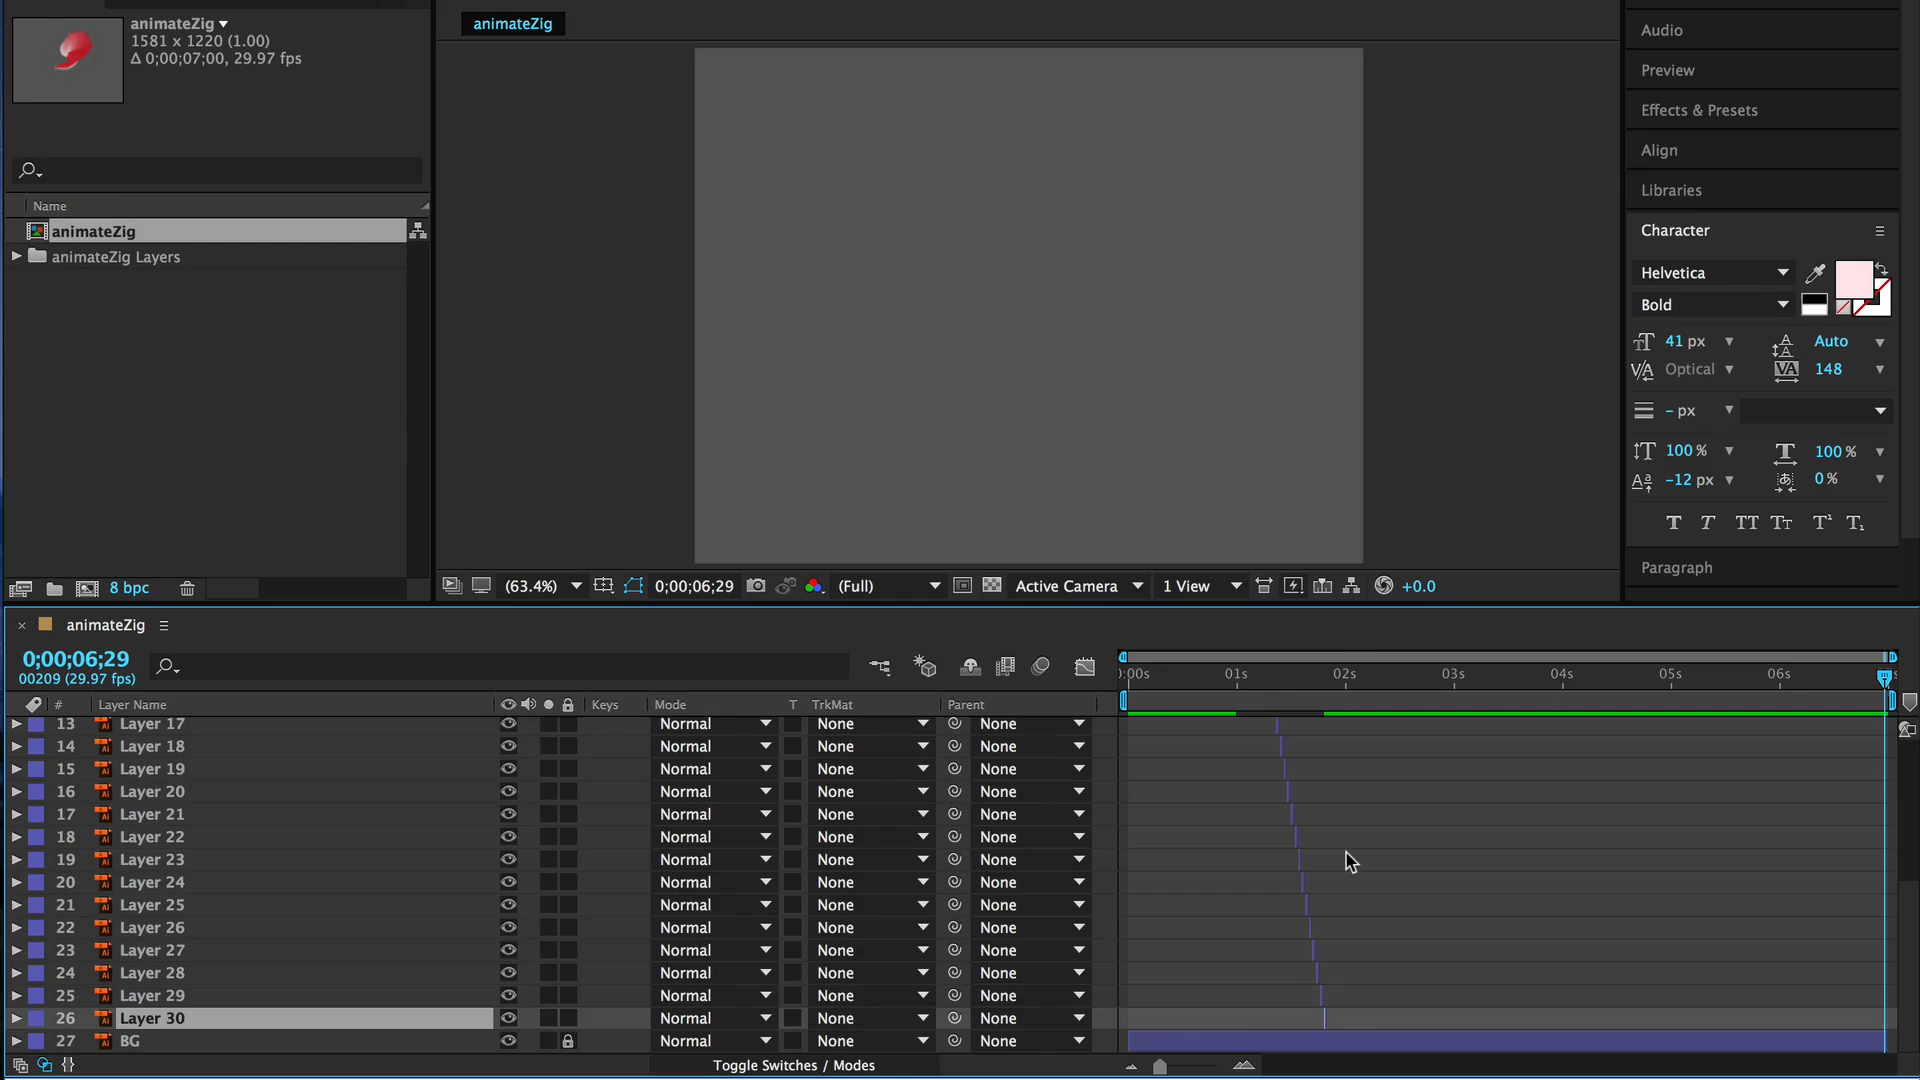 animateZig
1581 x 1220 (1.00)
Δ 0;00;07;00, 29.97 fps
Name
animateZig
animateZig Layers
8 bpc
animateZig
(63.4%)
0;00;06;29
(Full)
Active Camera
1 View
+0.0
Audio
Preview
Effects & Presets
Align
Libraries
Character
Helvetica
Bold
41 px
Auto
Optical
148
- px
100 %
100 %
-12 px
0 %
Paragraph
animateZig
0;00;06;29
00209 (29.97 fps)
):00s 01s 02s 03s 04s 05s 06s
# Layer Name Keys Mode T TrkMat Parent
13 Layer 17 Normal None None
14 Layer 18 Normal None None
15 Layer 19 Normal None None
16 Layer 20 Normal None None
17 Layer 21 Normal None None
18 Layer 22 Normal None None
19 Layer 23 Normal None None
20 Layer 24 Normal None None
21 Layer 25 Normal None None
22 Layer 26 Normal None None
23 Layer 27 Normal None None
24 Layer 28 Normal None None
25 Layer 29 Normal None None
26 Layer 30 Normal None None
27 BG Normal None None
Toggle Switches / Modes